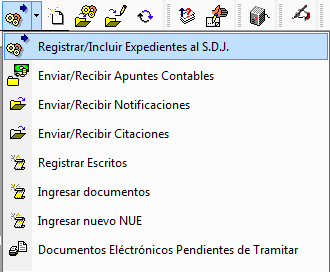 Registrar/Incluir Expedientes al S.D.J.
Enviar/Recibir Apuntes Contables
Enviar/Recibir Notificaciones
Enviar/Recibir Citaciones
Registrar Escritos
Ingresar documentos
Ingresar nuevo NUE
Documentos Eléctrónicos Pendientes de Tramitar